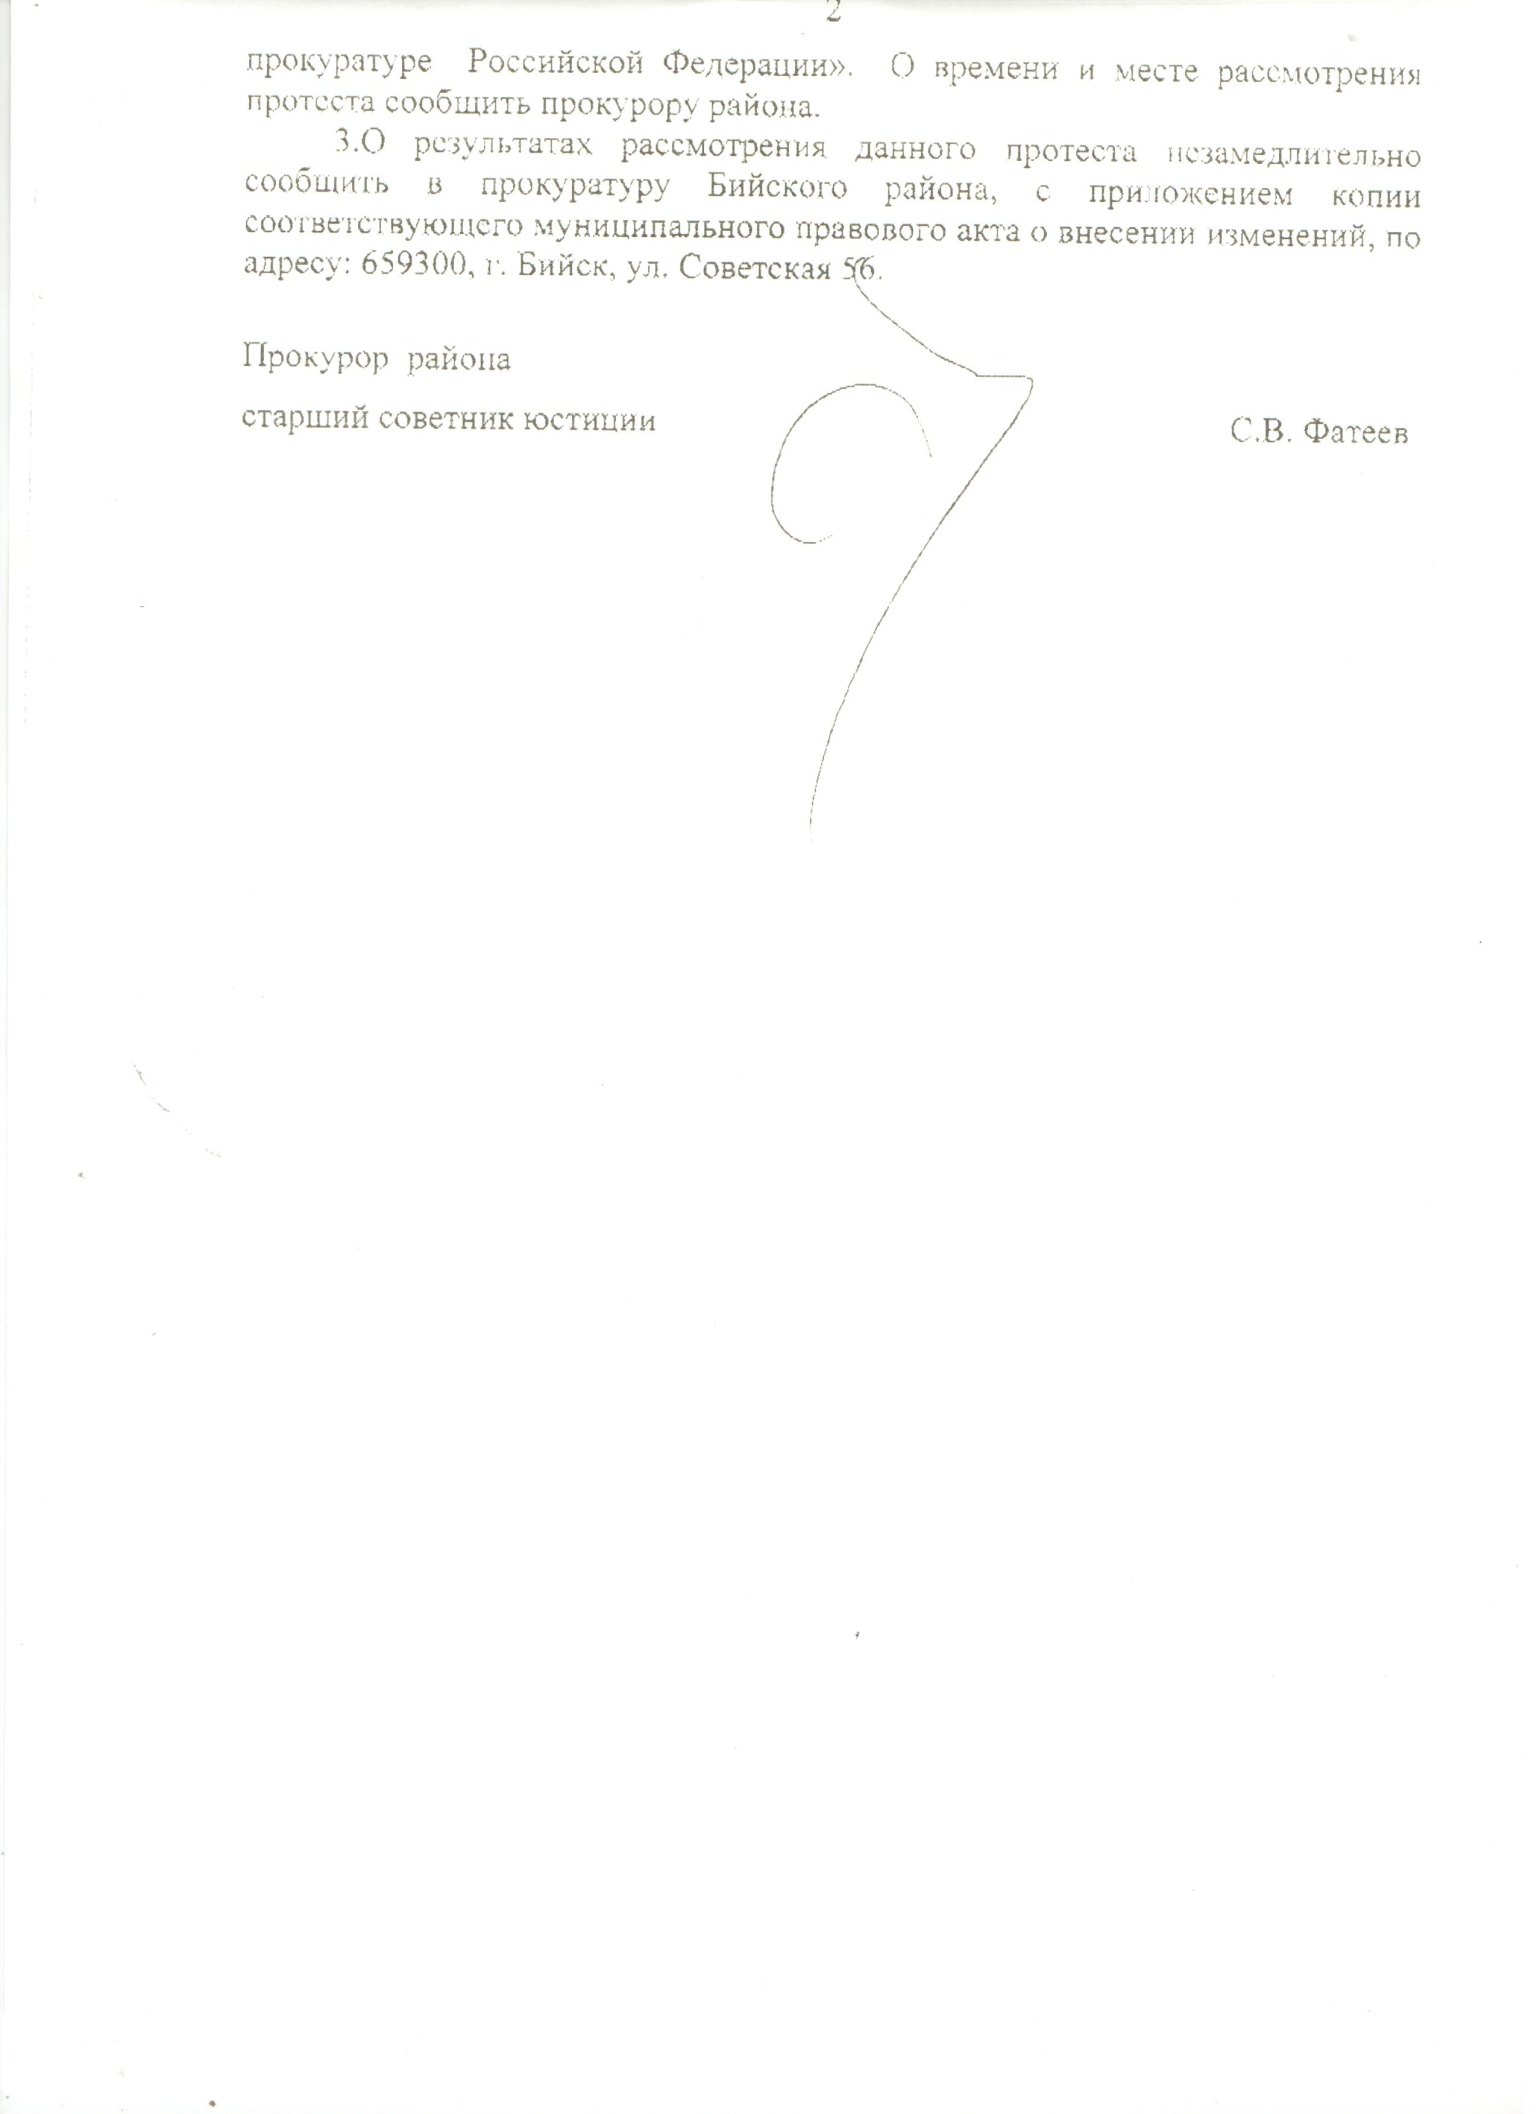 2
прокуратуре Российской Федерации». О времени и месте рассмотрения
протеста сообщить прокурору района.
3.О результатах рассмотрения данного протеста незамедлительно
сообщить в прокуратуру Бийского района, с приложением копии
соответствующего муниципального правового акта о внесении изменений, по
адресу: 659300, г. Бийск, ул. Советская 56.
Прокурор района
старший советник юстиции
С.В. Фатеев